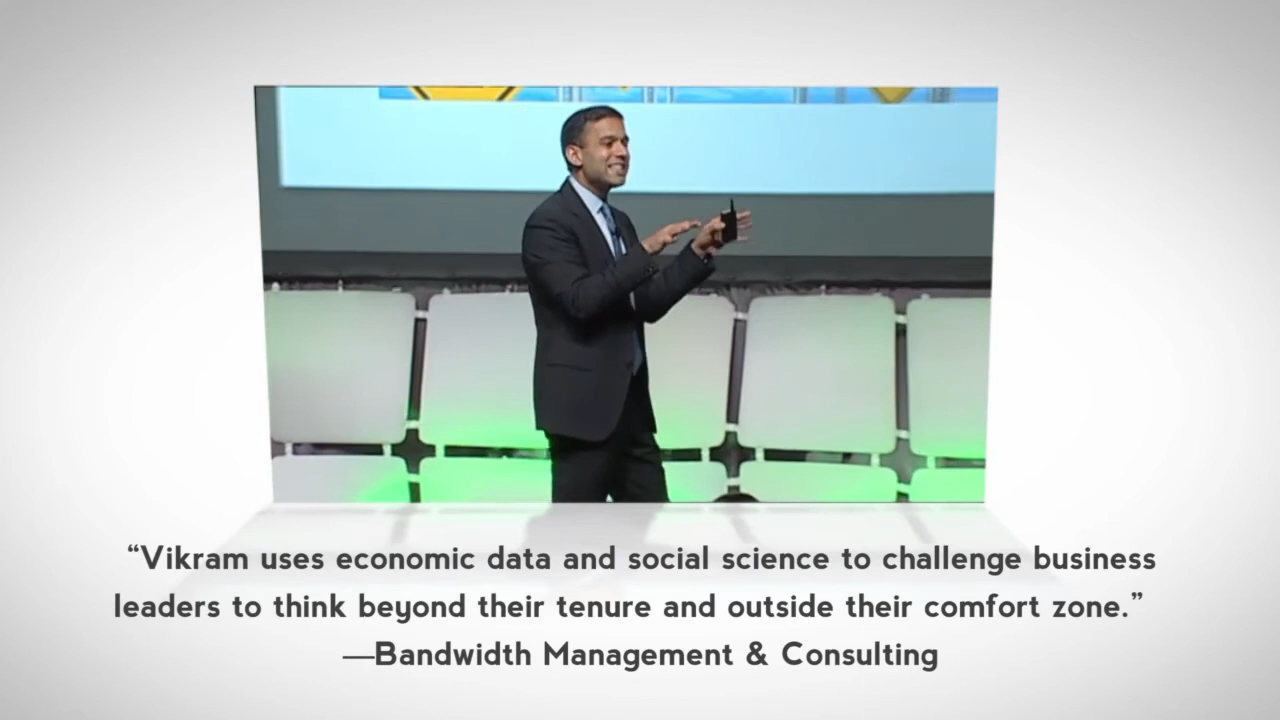 “Vikram uses economic data and social science to challenge business
leaders to think beyond their tenure and outside their comfort zone.”
—Bandwidth Management & Consulting